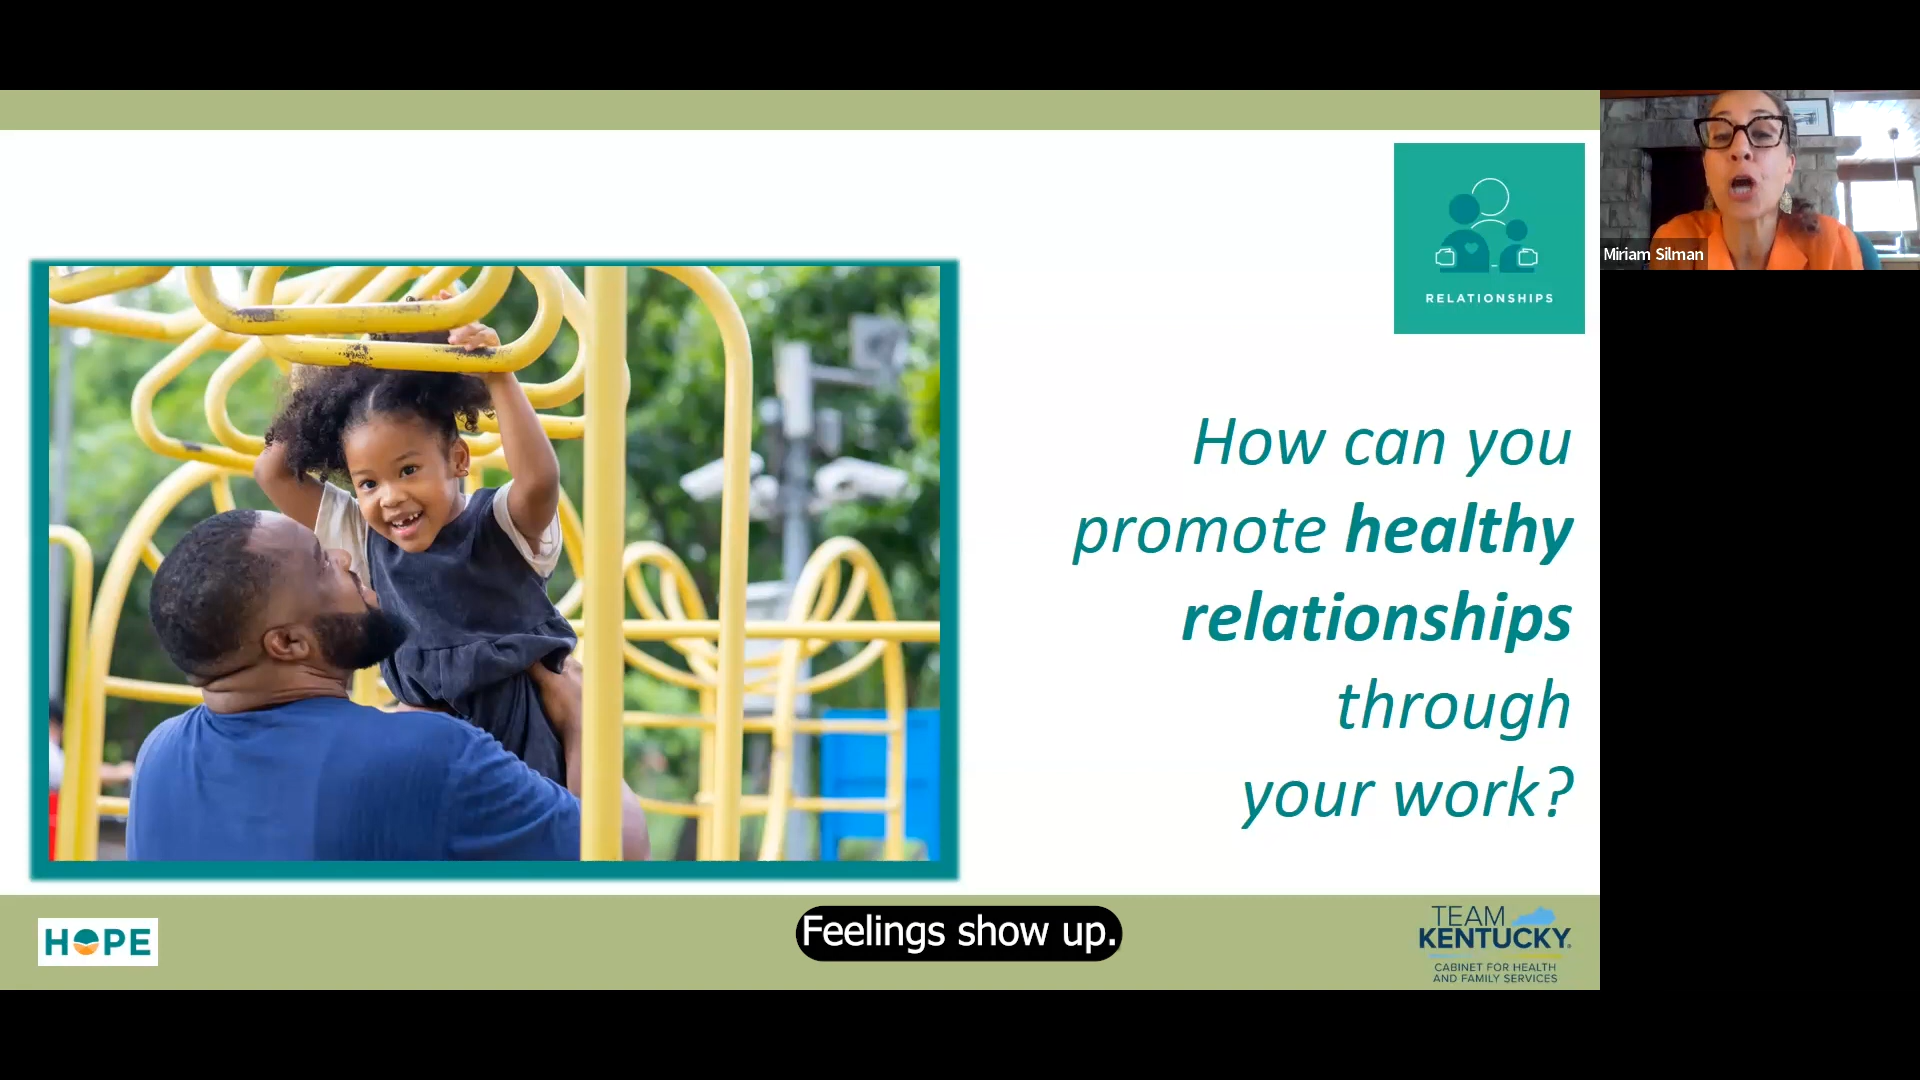 RELATIONSHIPS
Miriam Silman
How can you
promote healthy
relationships
through
your work?
HOPE
Feelings show up.
TEAM
KENTUCKY
CABINET FOR HEALTH
AND FAMILY SERVICES